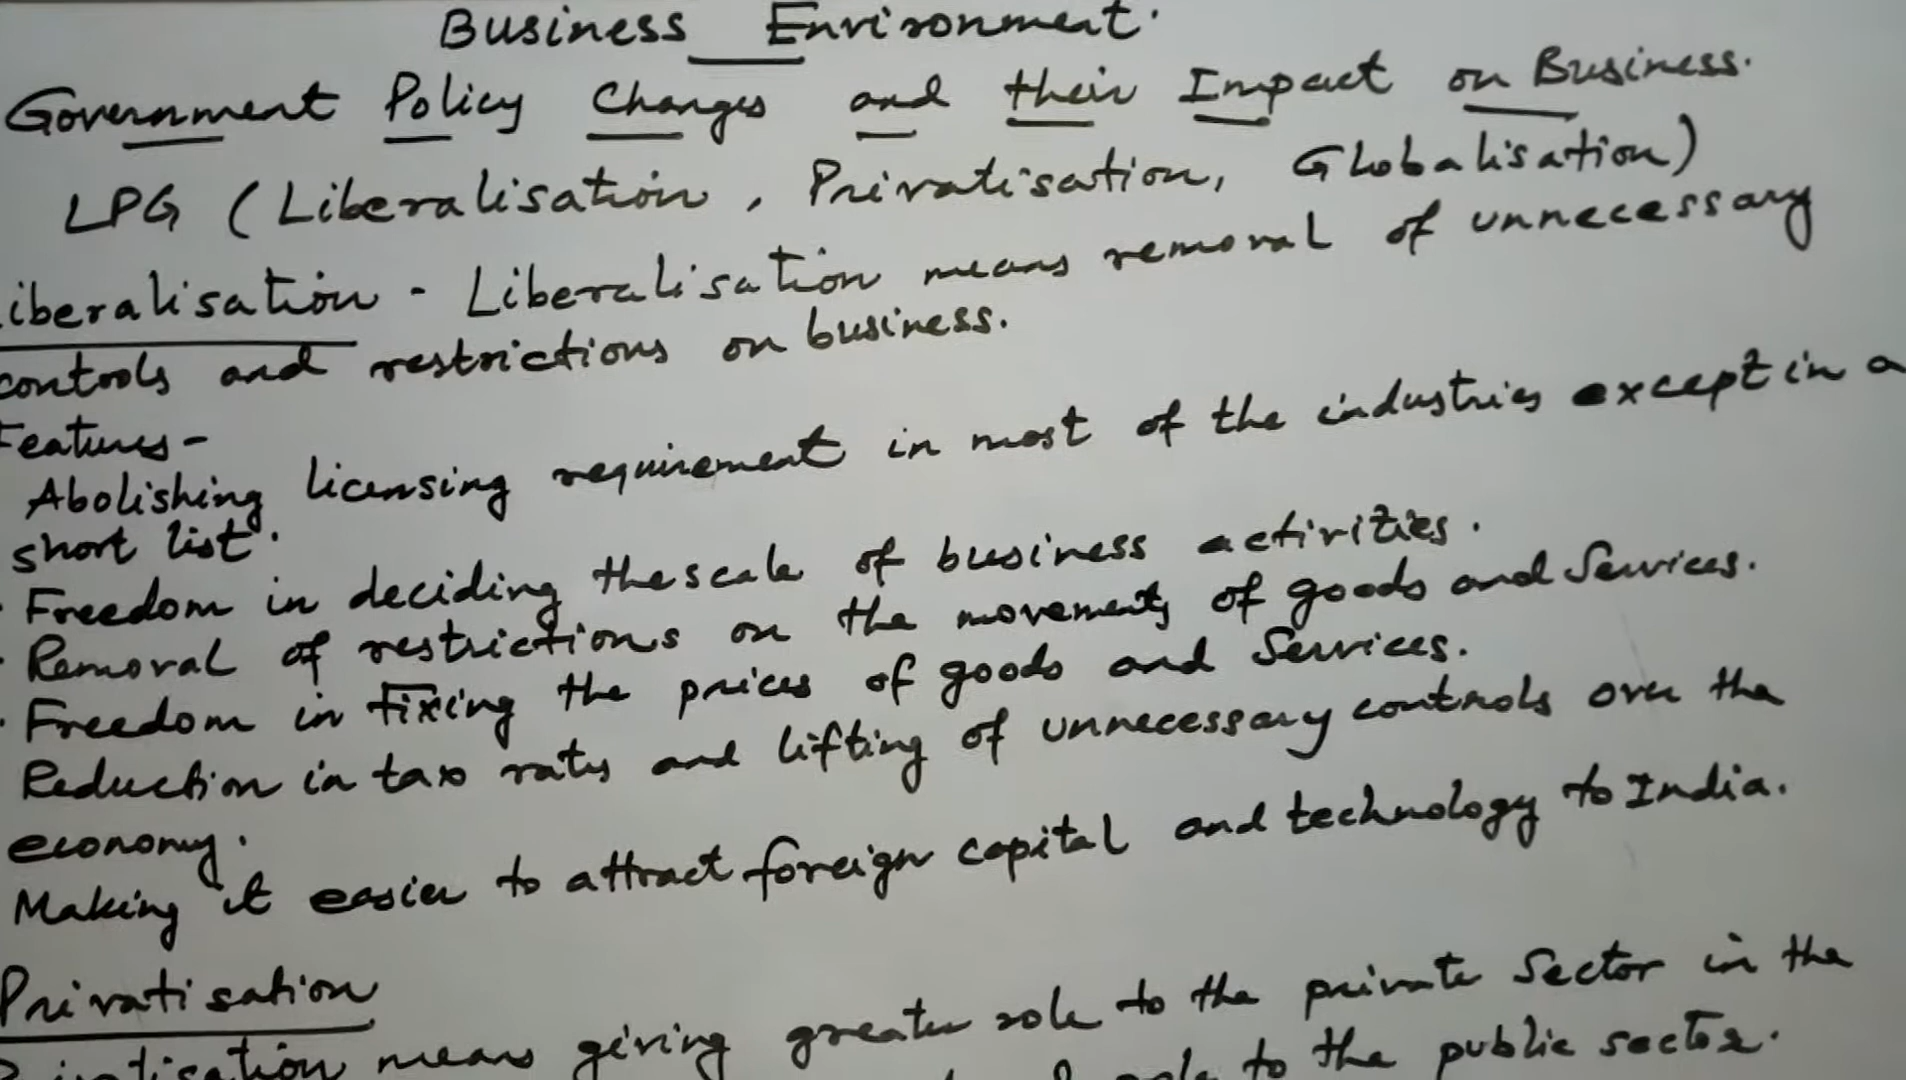 Business Environment.
Government Policy Changes and their Impact on Business.
LPG (Liberalisation, Privatisation, Globalisation)
iberalisation - Liberalisation means removal of unnecessary
controls and restrictions on business.
Features-
Abolishing licensing requirement in most of the industries except in a
short list.
Freedom in deciding the scale of business activities.
Removal of restrictions on the movements of goods and Services.
Freedom in fixing the prices of goods and Services.
Reduction in tax rates and lifting of unnecessary controls over the
economy.
Making it easier to attract foreign capital and technology to India.
Privatisation
means giving greater role to the private Sector in the
role to the public sector.